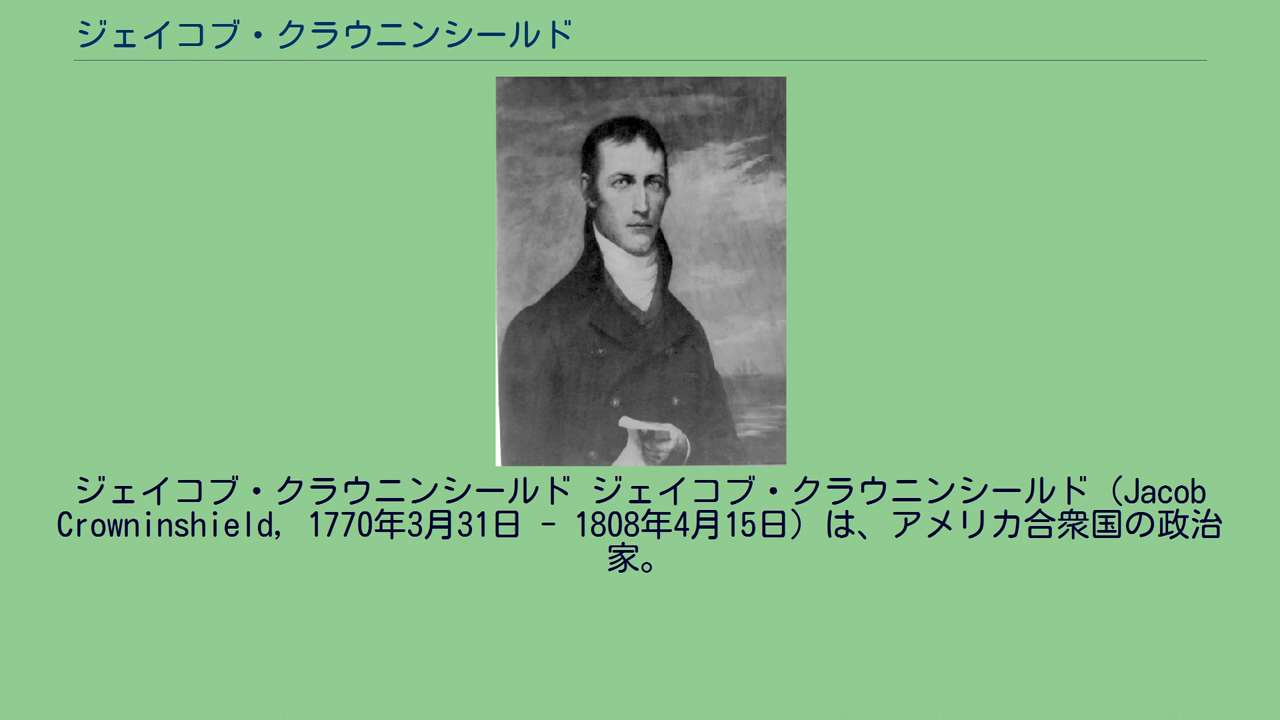 ジェイコブ・クラウニンシールド
ジェイコブ・クラウニンシールド ジェイコブ・クラウニンシールド（Jacob
Crowninshield, 1770年3月31日 - 1808年4月15日）は、アメリカ合衆国の政治
家。